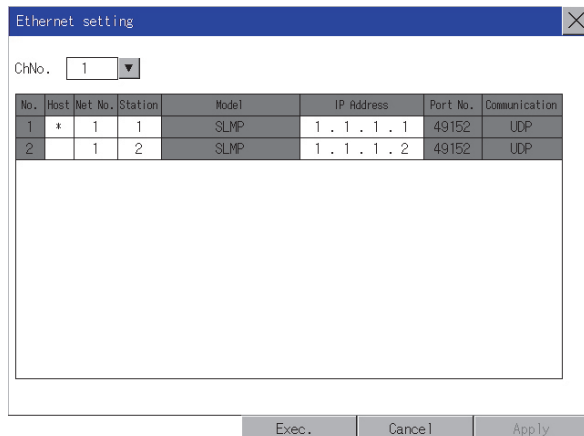 Ethernet setting
ChNo. 1
No. Host Net No. Station Model IP Address Port No. Communication
1 * 1 1 SLMP 1 . 1 . 1 . 1 49152 UDP
2 1 2 SLMP 1 . 1 . 1 . 2 49152 UDP
Exec. Cancel Apply